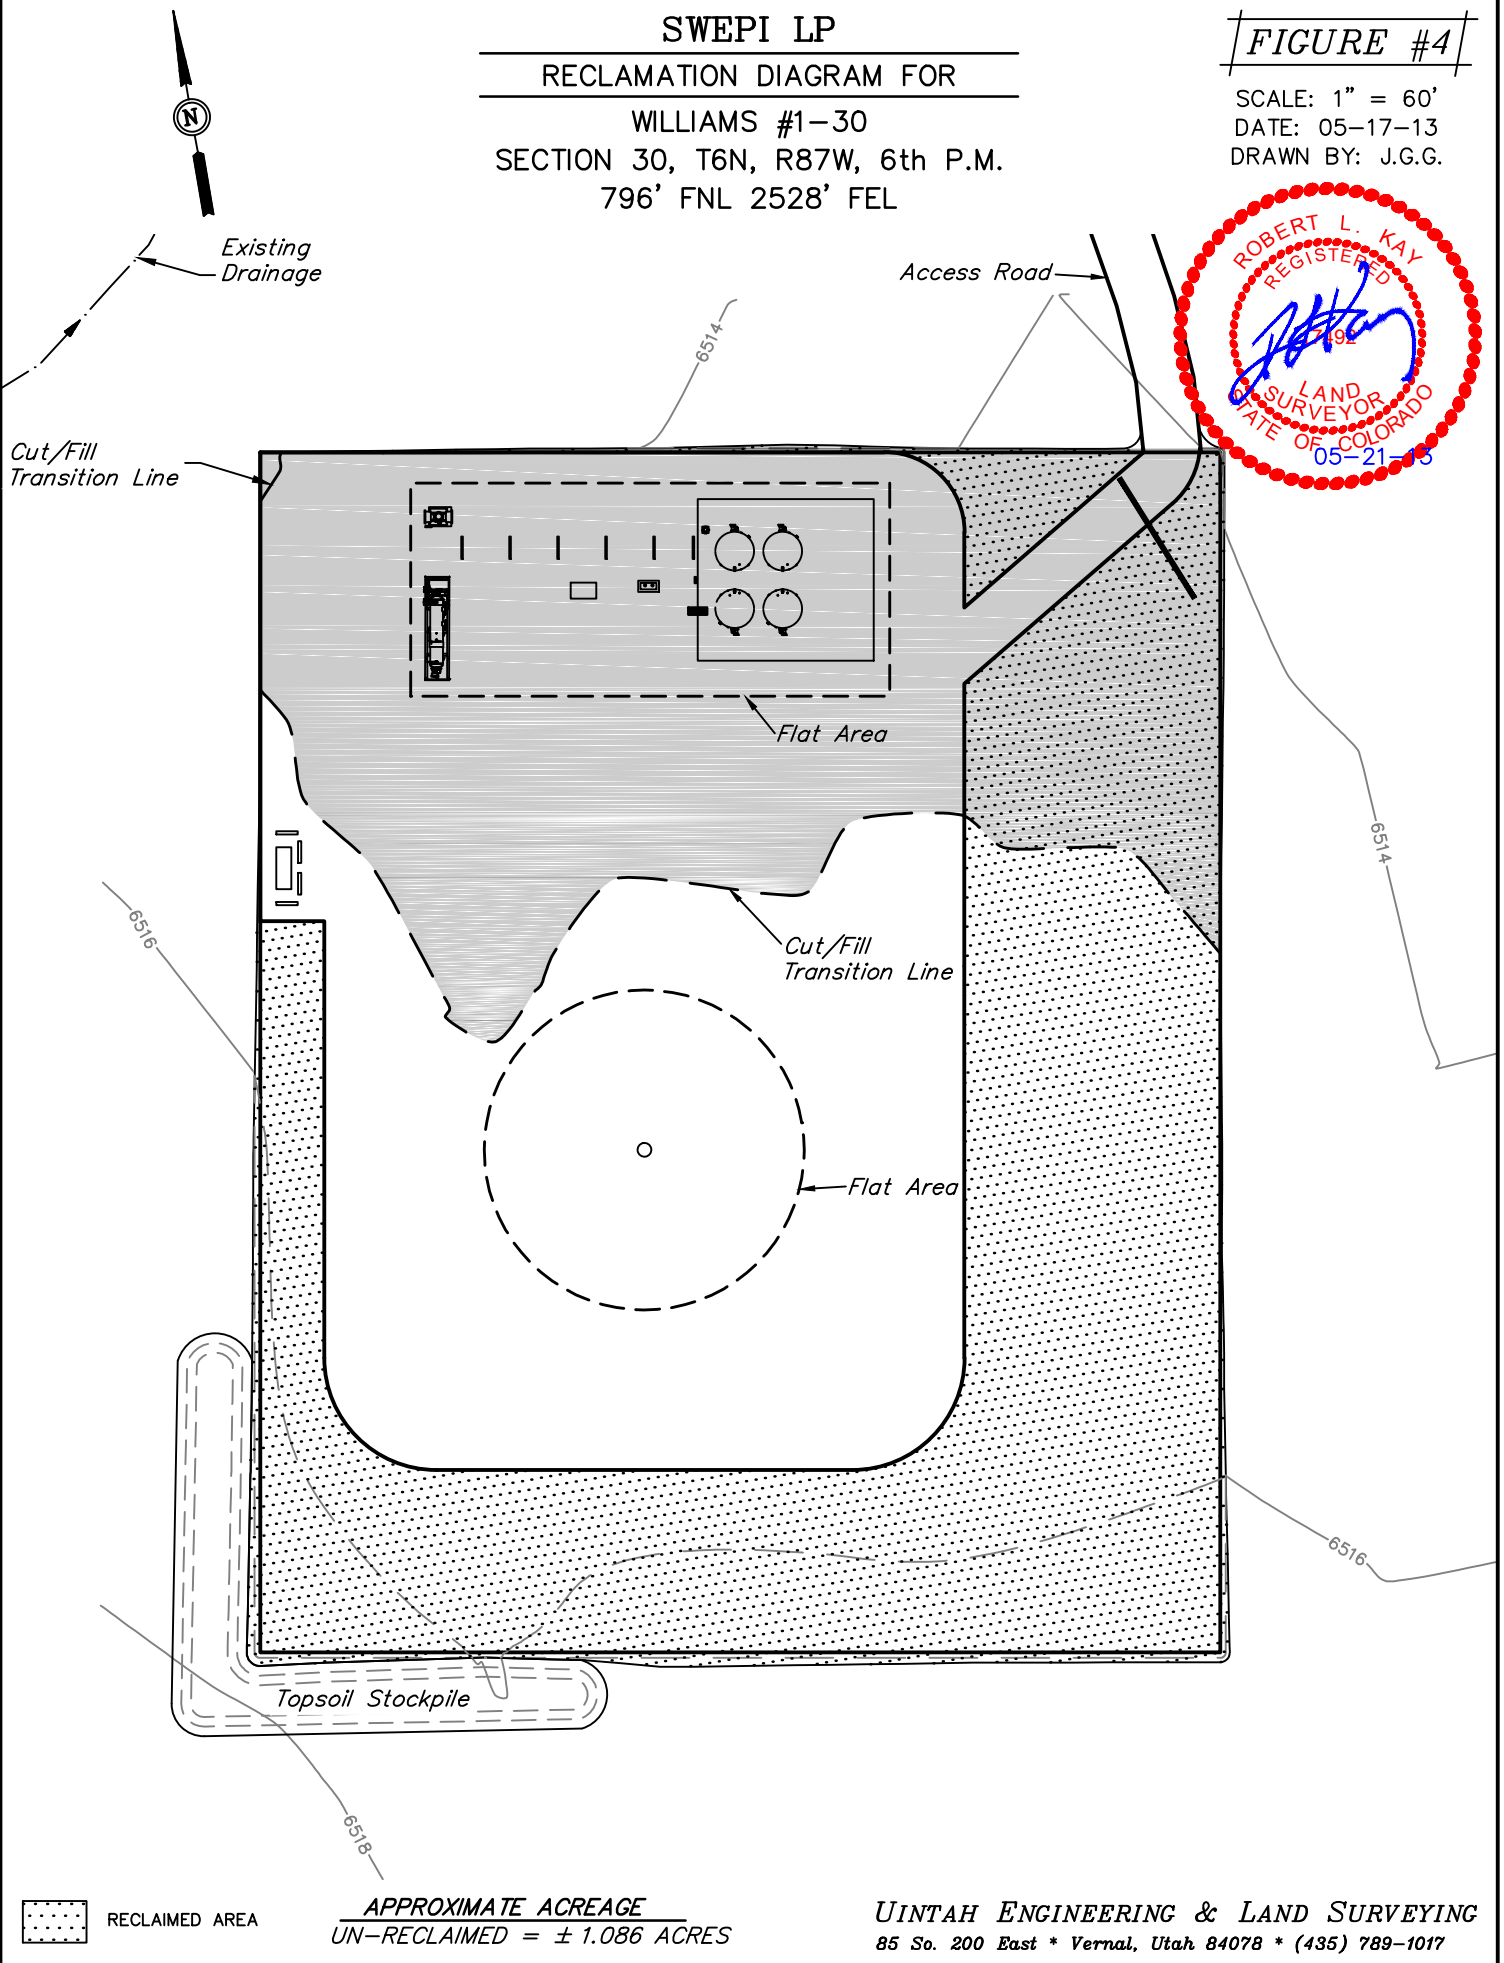 SWEPI LP
RECLAMATION DIAGRAM FOR
WILLIAMS #1-30
SECTION 30, T6N, R87W, 6th P.M.
796' FNL 2528' FEL
FIGURE #4
SCALE: 1" = 60'
DATE: 05-17-13
DRAWN BY: J.G.G.
N
ROBERT L. KAY
REGISTERED
LAND
SURVEYOR
STATE OF COLORADO
05-21-13
Existing
Drainage
Access Road
6514
Cut/Fill
Transition Line
Flat Area
6514
6516
Cut/Fill
Transition Line
Flat Area
6516
Topsoil Stockpile
6518
RECLAIMED AREA
APPROXIMATE ACREAGE
UN-RECLAIMED = ± 1.086 ACRES
UINTAH ENGINEERING & LAND SURVEYING
85 So. 200 East * Vernal, Utah 84078 * (435) 789-1017